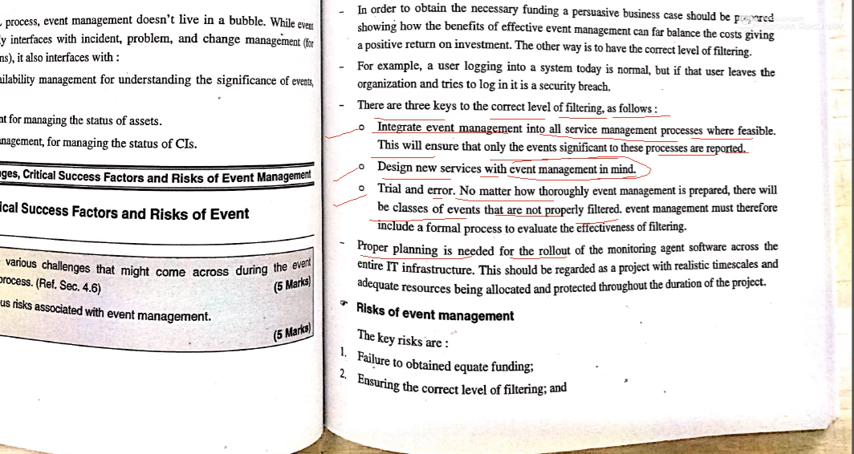 process, event management doesn't live in a bubble. While event
interfaces with incident, problem, and change management (for
it also interfaces with :
management for understanding the significance of events,
for managing the status of assets.
for managing the status of CIs.
Critical Success Factors and Risks of Event Management
Success Factors and Risks of Event
various challenges that might come across during the event
process. (Ref. Sec. 4.6) (5 Marks)
risks associated with event management.
(5 Marks)
- In order to obtain the necessary funding a persuasive business case should be prepared
showing how the benefits of effective event management can far balance the costs giving
a positive return on investment. The other way is to have the correct level of filtering.
- For example, a user logging into a system today is normal, but if that user leaves the
organization and tries to log in it is a security breach.
- There are three keys to the correct level of filtering, as follows :
o Integrate event management into all service management processes where feasible.
This will ensure that only the events significant to these processes are reported.
o Design new services with event management in mind.
o Trial and error. No matter how thoroughly event management is prepared, there will
be classes of events that are not properly filtered. event management must therefore
include a formal process to evaluate the effectiveness of filtering.
- Proper planning is needed for the rollout of the monitoring agent software across the
entire IT infrastructure. This should be regarded as a project with realistic timescales and
adequate resources being allocated and protected throughout the duration of the project.
☞ Risks of event management
The key risks are :
1. Failure to obtained equate funding;
2. Ensuring the correct level of filtering; and